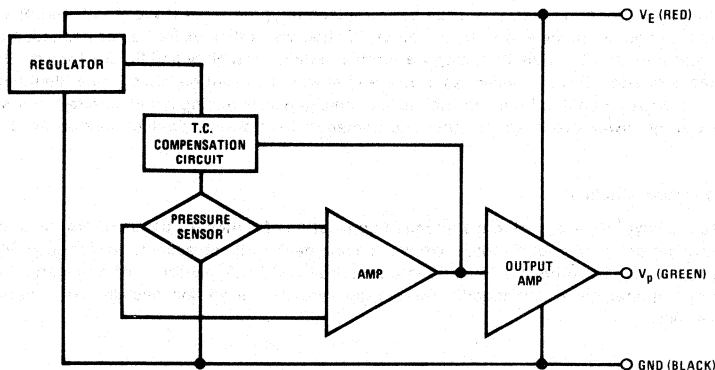 V_E (RED)
REGULATOR
T.C.
COMPENSATION
CIRCUIT
PRESSURE
SENSOR
AMP
OUTPUT
AMP
V_p (GREEN)
GND (BLACK)